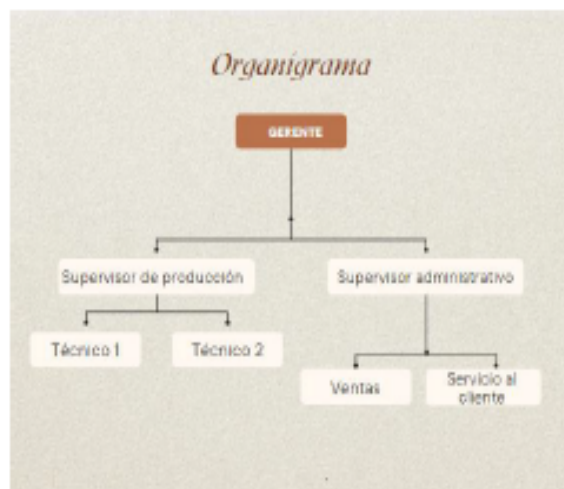 Organigrama
GERENTE
Supervisor de producción
Supervisor administrativo
Técnico 1
Técnico 2
Ventas
Servicio al
cliente